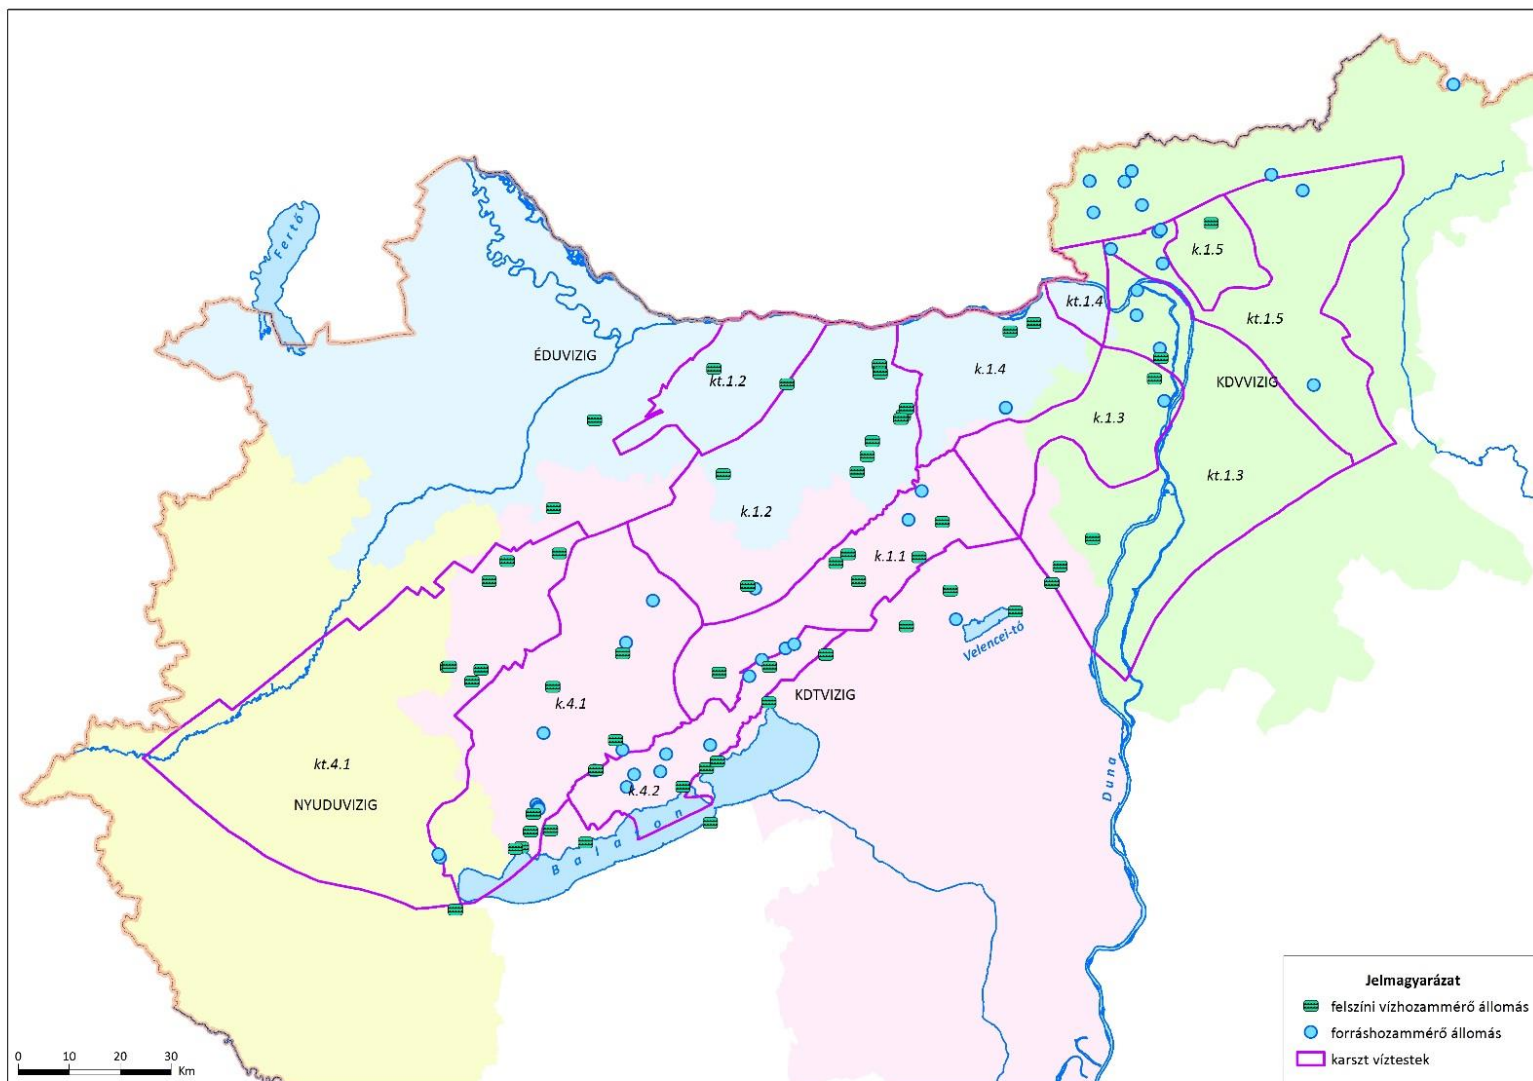 Fertő
k.1.5
kt.1.4
kt.1.5
ÉDUVIZIG
k.1.4
kt.1.2
KDVVIZIG
k.1.3
kt.1.3
k.1.2
k.1.1
Velencei-tó
KDTVIZIG
k.4.1
kt.4.1
NYUDUVIZIG
k.4.2
Balaton
Duna
Jelmagyarázat
felszíni vízhozammérő állomás
forráshozammérő állomás
karszt víztestek
0 10 20 30
Km